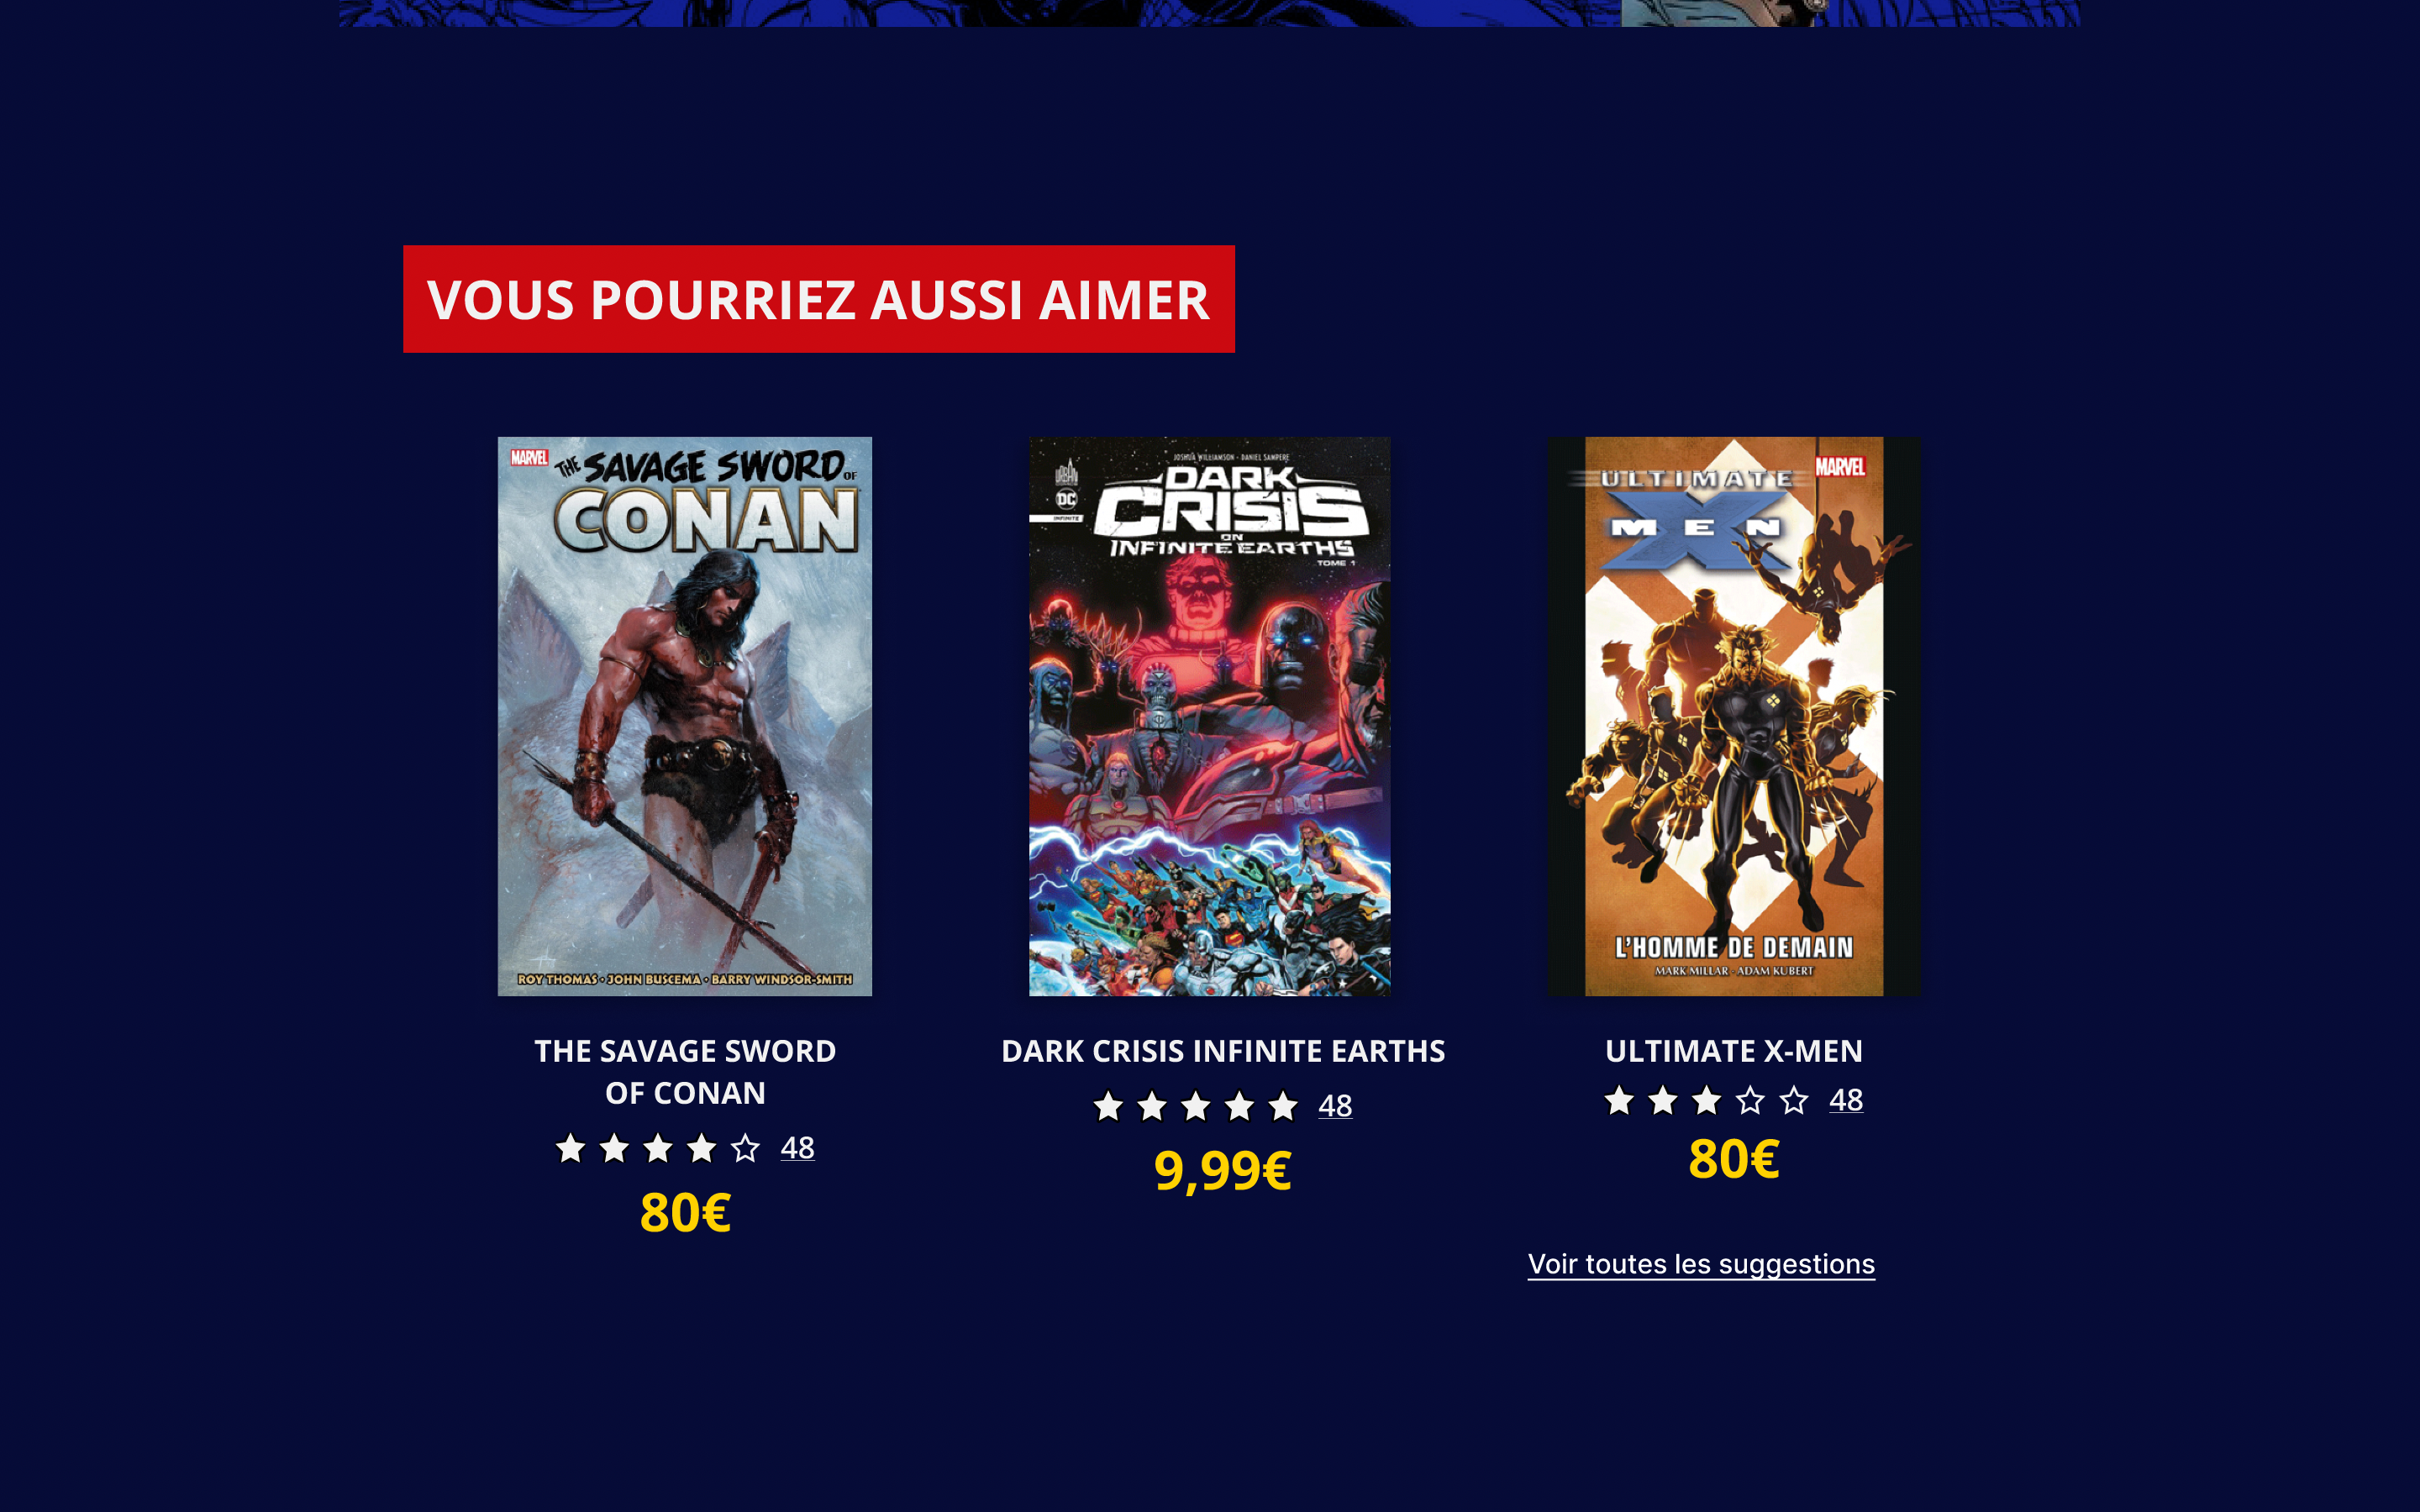 VOUS POURRIEZ AUSSI AIMER
MARVEL
THE SAVAGE SWORD OF
CONAN
ROY THOMAS • JOHN BUSCEMA • BARRY WINDSOR-SMITH
THE SAVAGE SWORD
OF CONAN
48
80€
JOSHUA WILLIAMSON • DANIEL SAMPERE
URBAN
DC
INFINITE
DARK
CRISIS
ON
INFINITE EARTHS
TOME 1
DARK CRISIS INFINITE EARTHS
48
9,99€
MARVEL
ULTIMATE
X
MEN
L'HOMME DE DEMAIN
MARK MILLAR • ADAM KUBERT
ULTIMATE X-MEN
48
80€
Voir toutes les suggestions